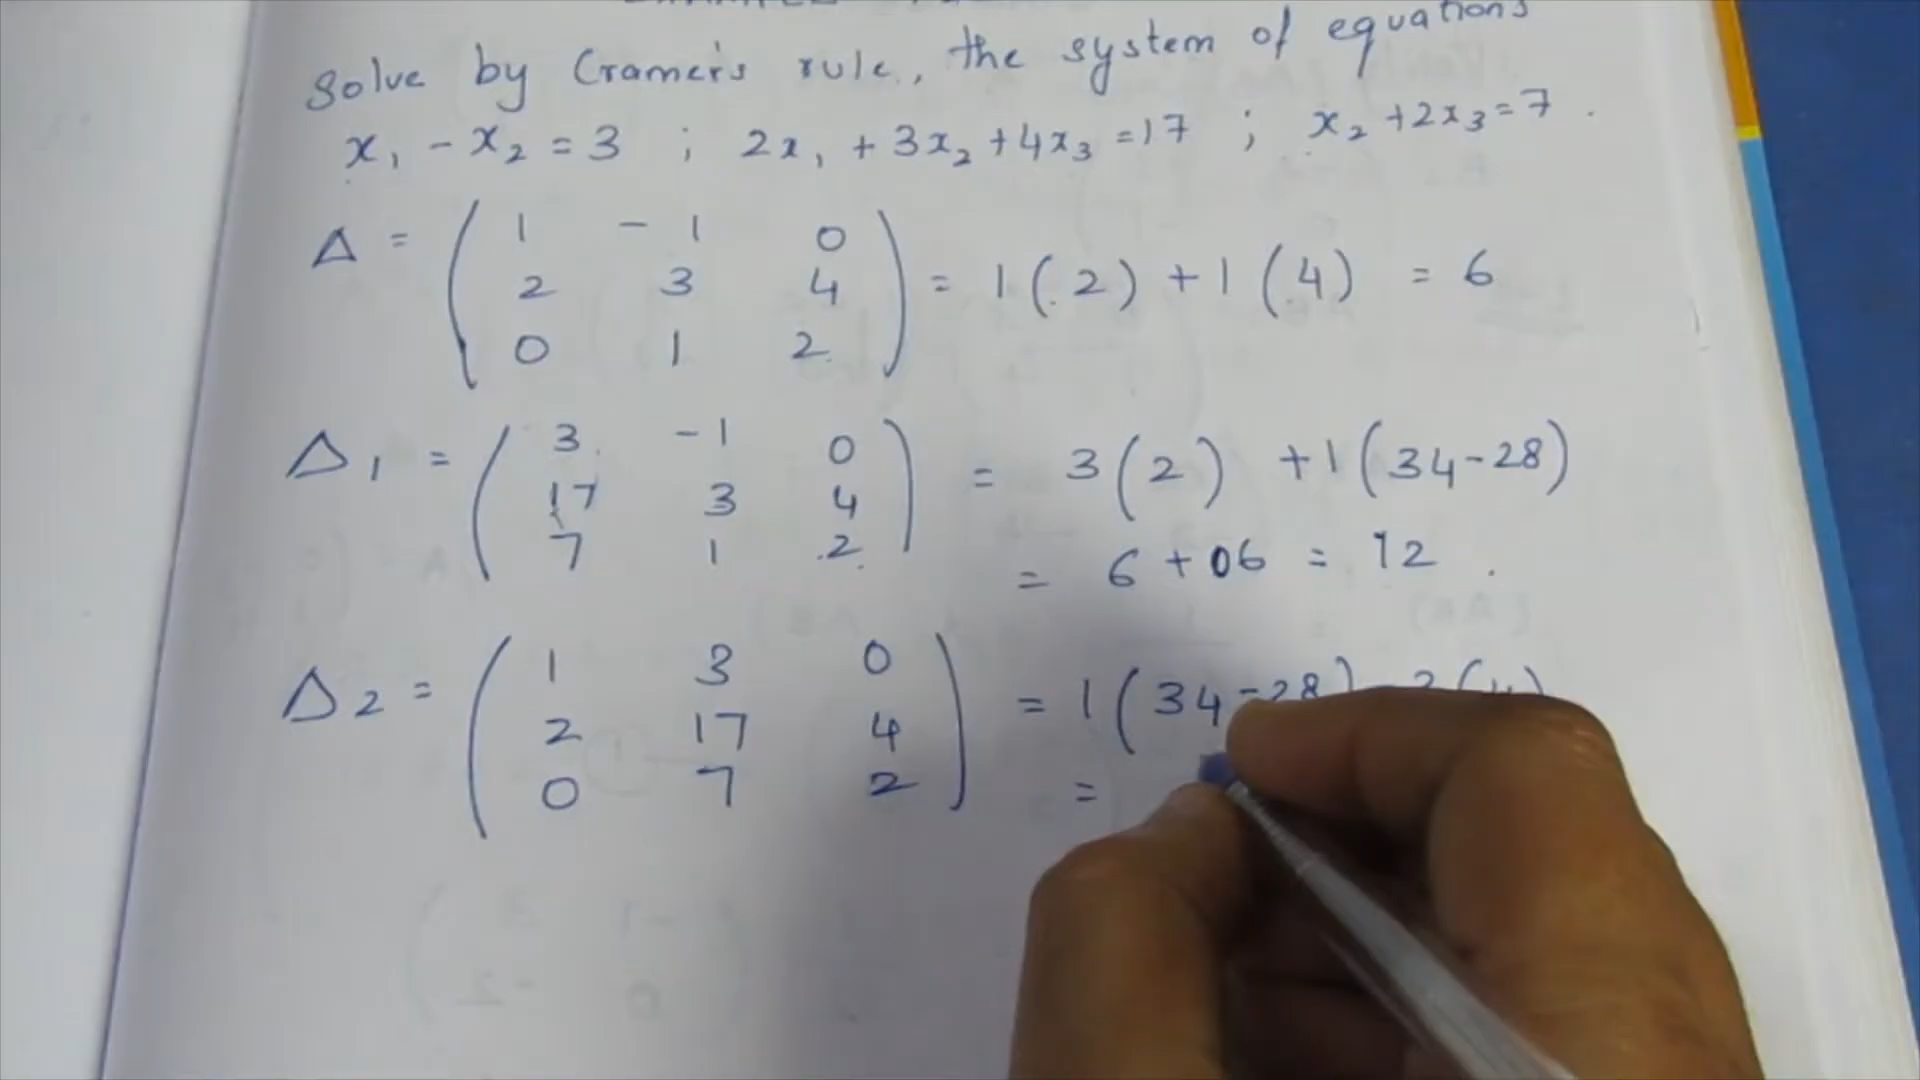 Solve by Cramer's rule, the system of equations
x₁ - x₂ = 3 ; 2x₁ + 3x₂ + 4x₃ = 17 ; x₂ + 2x₃ = 7 .
Δ = ( 1 -1 0
2 3 4
0 1 2 ) = 1(2) + 1(4) = 6
Δ₁ = ( 3 -1 0
17 3 4
7 1 2 ) = 3(2) + 1(34-28)
= 6 + 06 = 12 .
Δ₂ = ( 1 3 0
2 17 4
0 7 2 ) = 1(34-28) - 3(4)
=